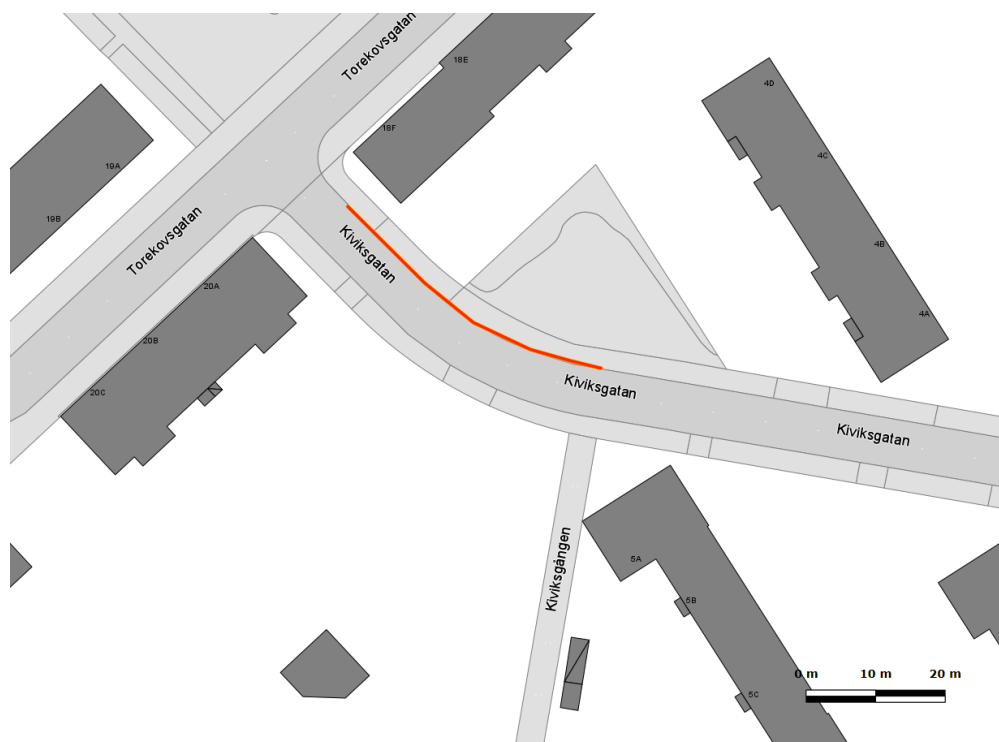 Torekovsgatan
18E
4D
18F
4C
19A
19B
Torekovsgatan
Kiviksgatan
4B
20A
4A
20B
20C
Kiviksgatan
Kiviksgatan
Kiviksgången
5A
5B
5C
0 m 10 m 20 m